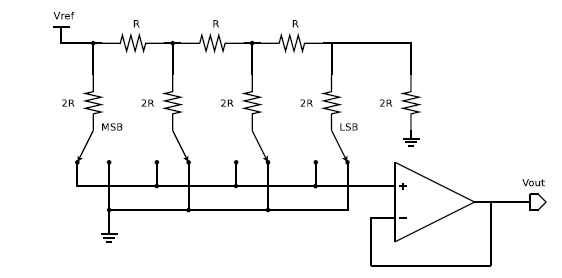 Vref
R R R
2R 2R 2R 2R 2R
MSB LSB
Vout
+
−